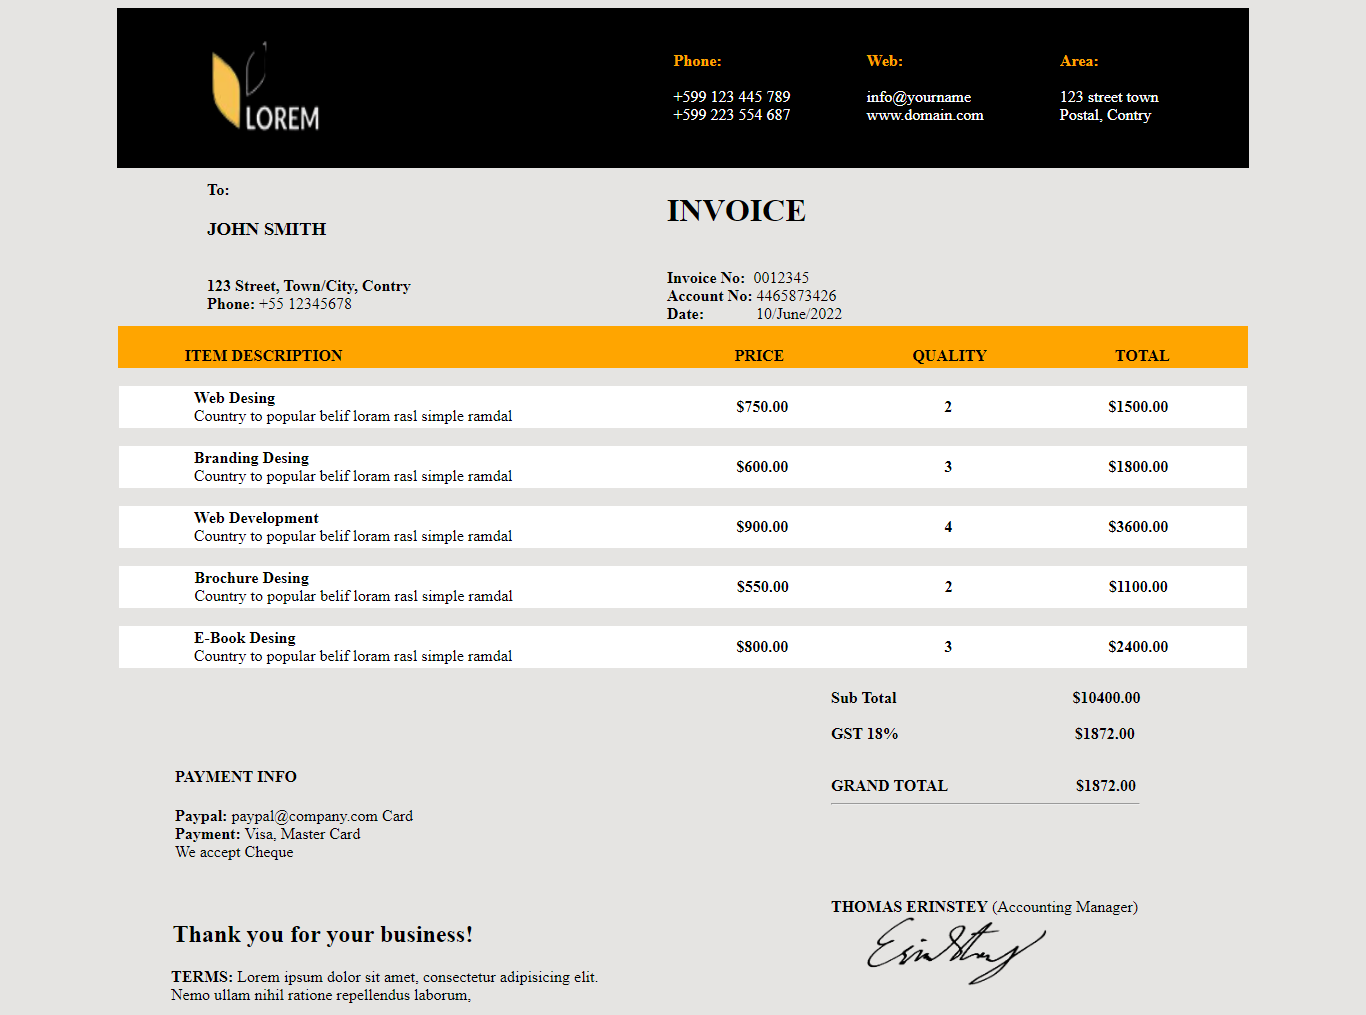 LOREM
Phone:
+599 123 445 789
+599 223 554 687
Web:
info@yourname
www.domain.com
Area:
123 street town
Postal, Contry
To:
JOHN SMITH
123 Street, Town/City, Contry
Phone: +55 12345678
INVOICE
Invoice No: 0012345
Account No: 4465873426
Date: 10/June/2022
ITEM DESCRIPTION PRICE QUALITY TOTAL
Web Desing
Country to popular belif loram rasl simple ramdal
$750.00 2 $1500.00
Branding Desing
Country to popular belif loram rasl simple ramdal
$600.00 3 $1800.00
Web Development
Country to popular belif loram rasl simple ramdal
$900.00 4 $3600.00
Brochure Desing
Country to popular belif loram rasl simple ramdal
$550.00 2 $1100.00
E-Book Desing
Country to popular belif loram rasl simple ramdal
$800.00 3 $2400.00
Sub Total $10400.00
GST 18% $1872.00
GRAND TOTAL $1872.00
PAYMENT INFO
Paypal: paypal@company.com Card
Payment: Visa, Master Card
We accept Cheque
THOMAS ERINSTEY (Accounting Manager)
Thank you for your business!
TERMS: Lorem ipsum dolor sit amet, consectetur adipisicing elit.
Nemo ullam nihil ratione repellendus laborum,